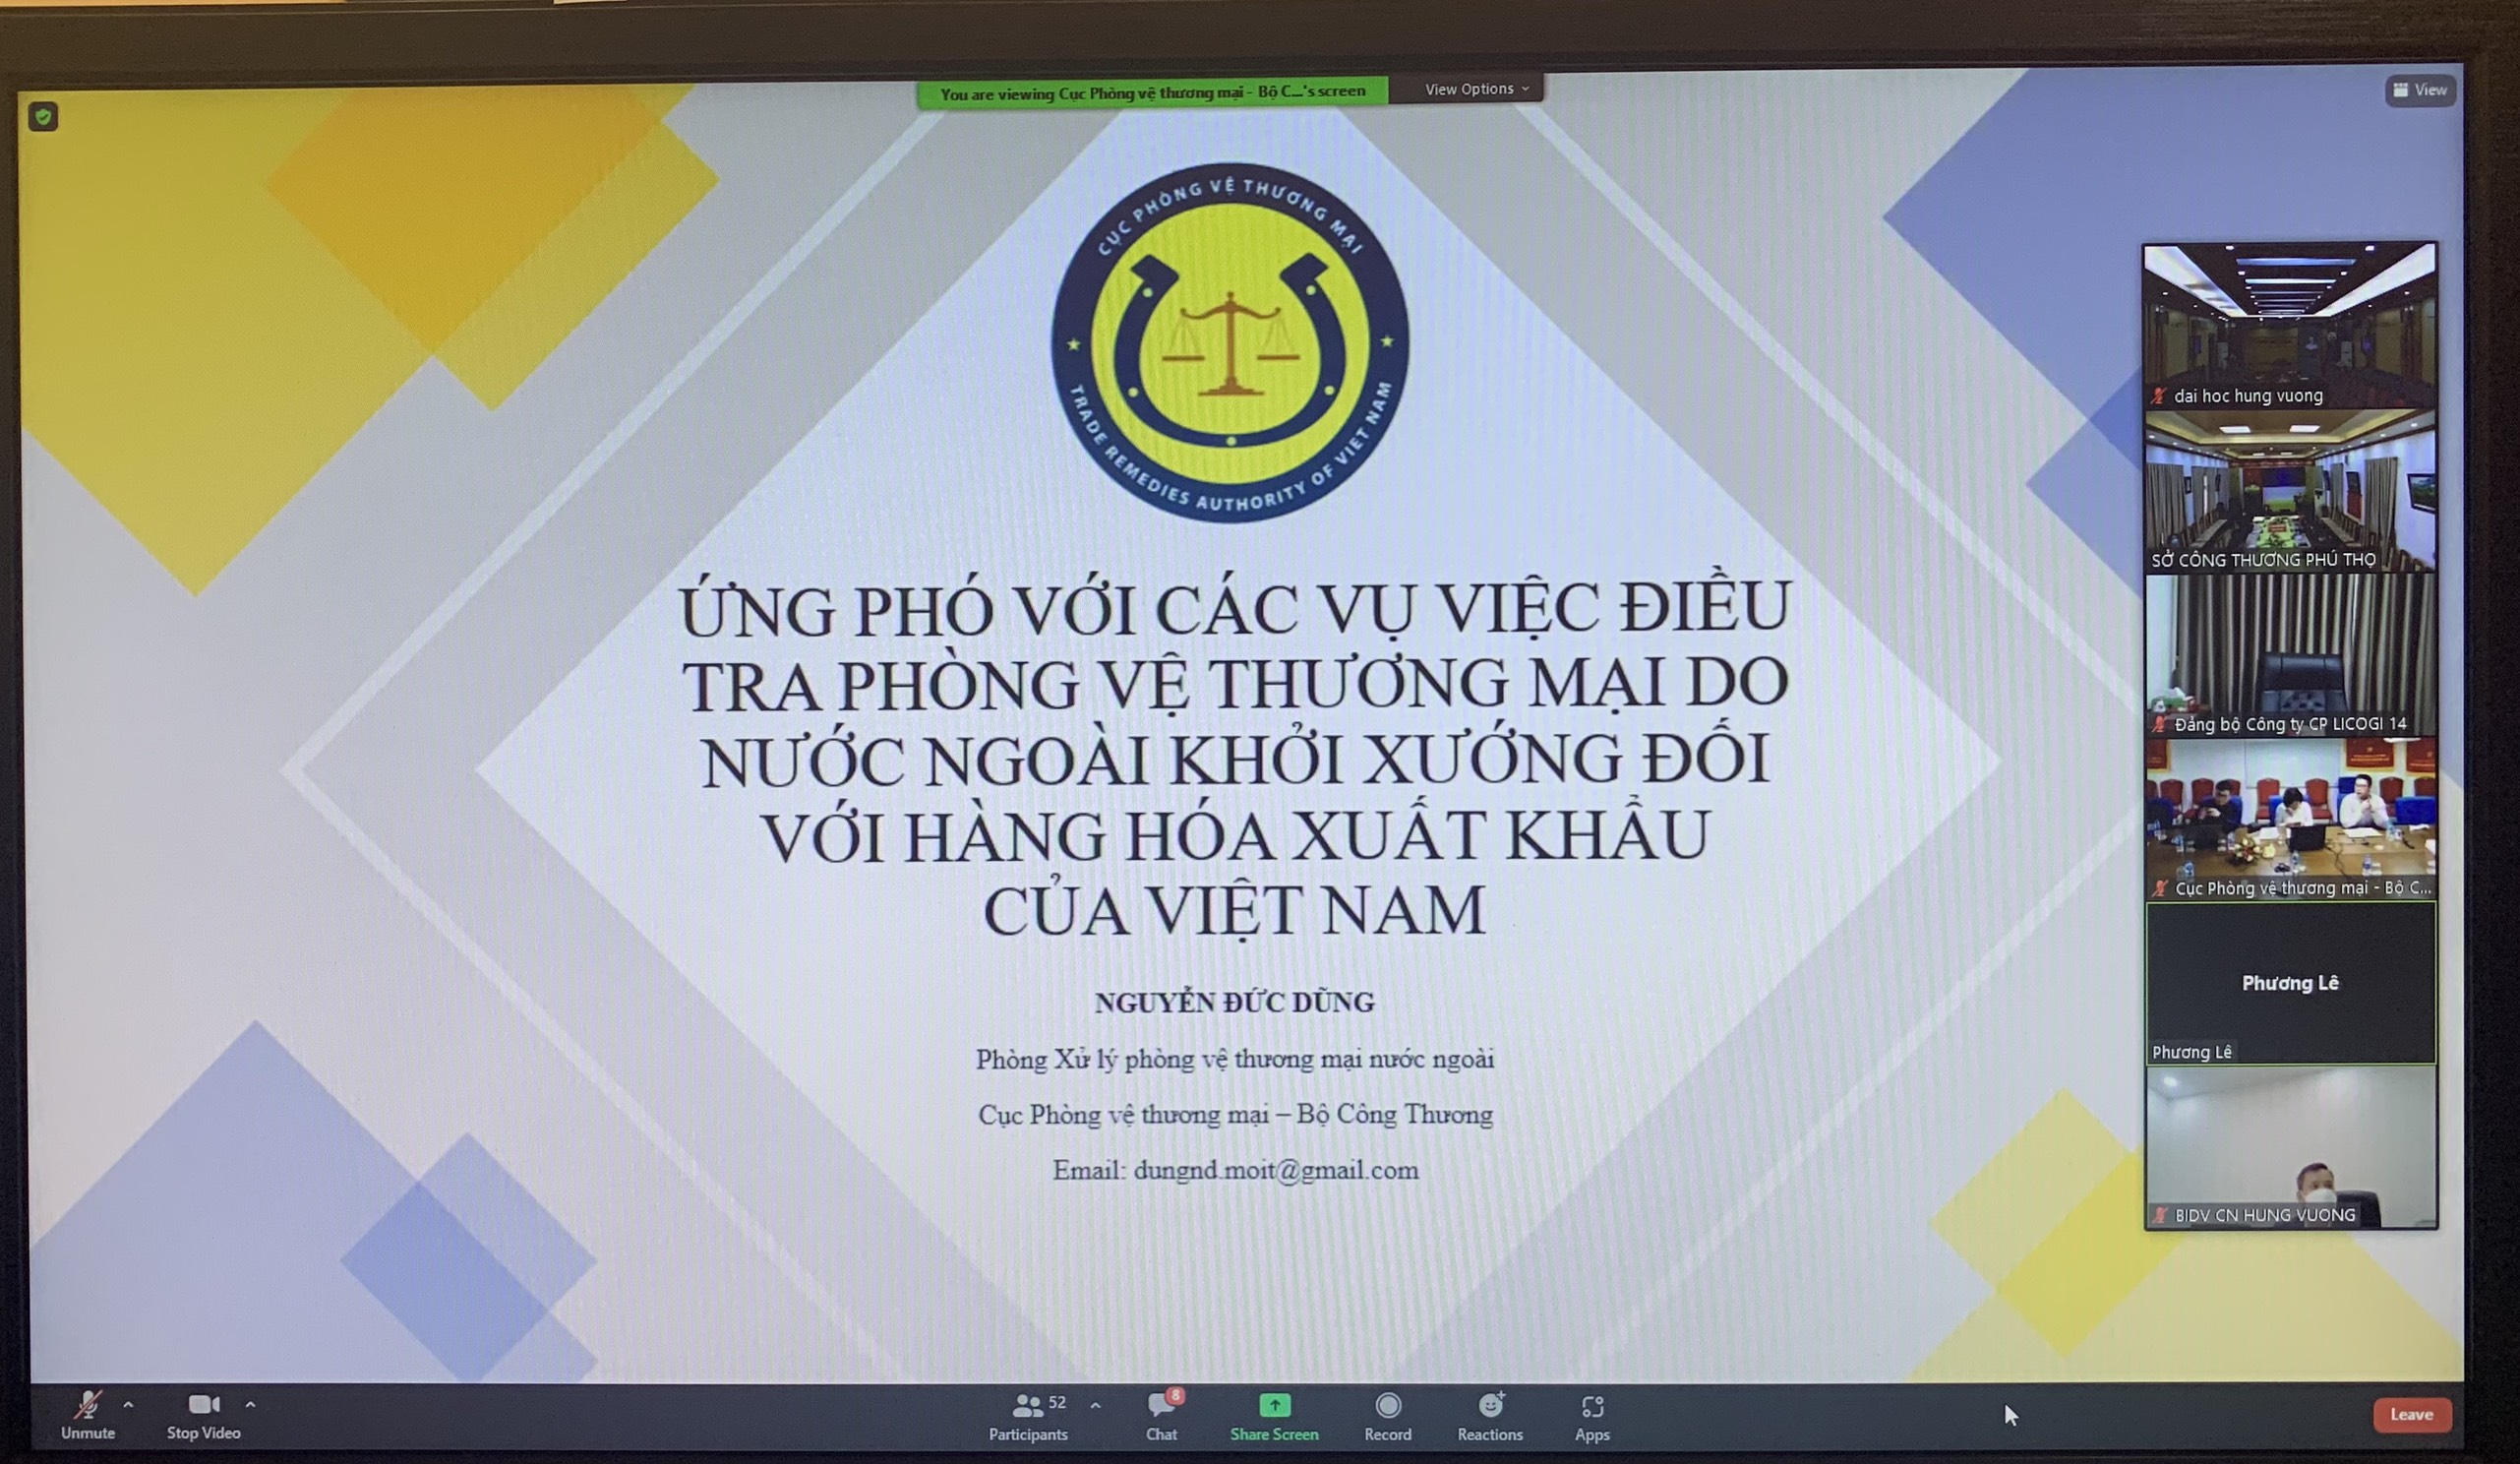 You are viewing Cục Phòng vệ thương mại - Bộ C...'s screen
View Options
View
CỤC PHÒNG VỆ THƯƠNG MẠI
TRADE REMEDIES AUTHORITY OF VIET NAM
ỨNG PHÓ VỚI CÁC VỤ VIỆC ĐIỀU
TRA PHÒNG VỆ THƯƠNG MẠI DO
NƯỚC NGOÀI KHỞI XƯỚNG ĐỐI
VỚI HÀNG HÓA XUẤT KHẨU
CỦA VIỆT NAM
NGUYỄN ĐỨC DŨNG
Phòng Xử lý phòng vệ thương mại nước ngoài
Cục Phòng vệ thương mại – Bộ Công Thương
Email: dungnd.moit@gmail.com
dai hoc hung vuong
SỞ CÔNG THƯƠNG PHÚ THỌ
Đảng bộ Công ty CP LICOGI 14
Cục Phòng vệ thương mại - Bộ C...
Phương Lê
Phương Lê
BIDV CN HUNG VUONG
Unmute
Stop Video
52
Participants
8
Chat
Share Screen
Record
Reactions
Apps
Leave